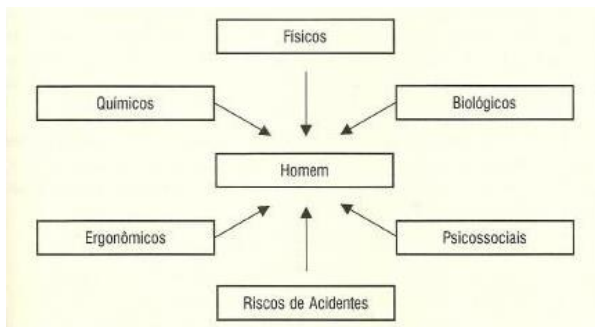 Físicos
Químicos
Biológicos
Homem
Ergonômicos
Psicossociais
Riscos de Acidentes